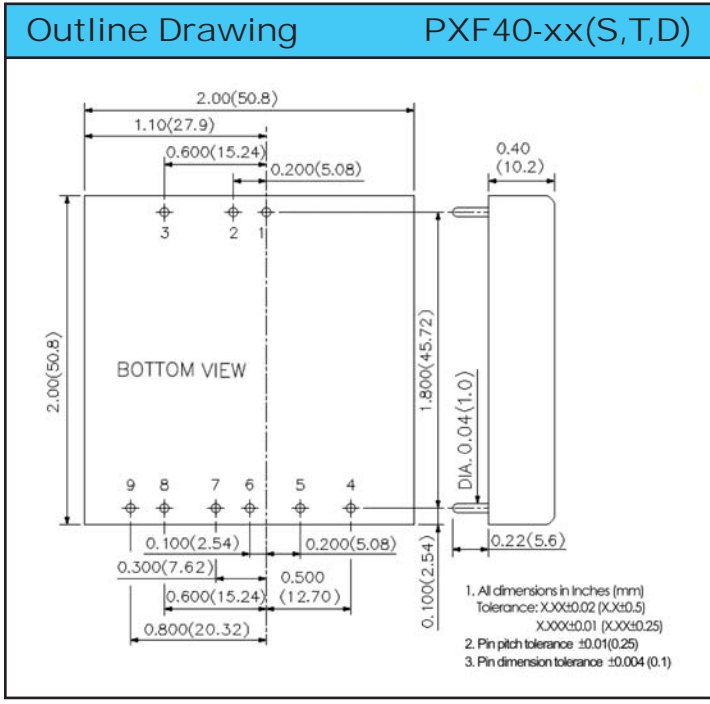 Outline Drawing PXF40-xx(S,T,D)
2.00(50.8)
1.10(27.9)
0.600(15.24)
0.200(5.08)
0.40
(10.2)
3 2 1
2.00(50.8)
BOTTOM VIEW
1.800(45.72)
DIA. 0.04(1.0)
9 8 7 6 5 4
0.100(2.54)
0.200(5.08)
0.22(5.6)
0.300(7.62)
0.500
(12.70)
0.600(15.24)
0.800(20.32)
0.100(2.54)
1. All dimensions in Inches (mm)
Tolerance: X.XX±0.02 (X.X±0.5)
X.XXX±0.01 (X.XX±0.25)
2. Pin pitch tolerance ±0.01(0.25)
3. Pin dimension tolerance ±0.004 (0.1)